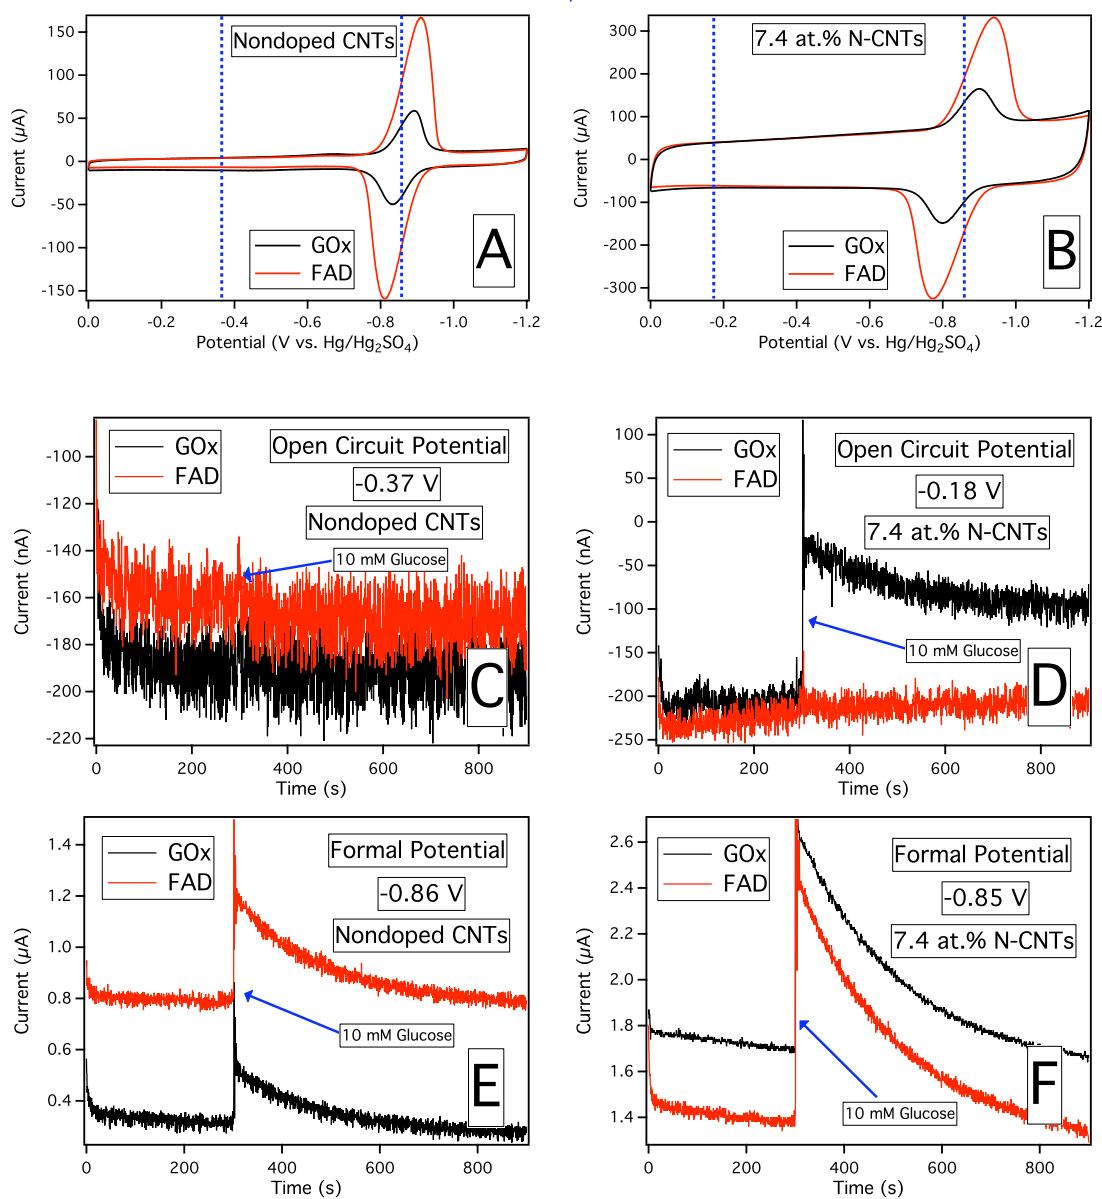 Nondoped CNTs
150
100
50
0
-50
-100
-150
Current (µA)
GOx
FAD
A
0.0 -0.2 -0.4 -0.6 -0.8 -1.0 -1.2
Potential (V vs. Hg/Hg2SO4)
7.4 at.% N-CNTs
300
200
100
0
-100
-200
-300
Current (µA)
GOx
FAD
B
0.0 -0.2 -0.4 -0.6 -0.8 -1.0 -1.2
Potential (V vs. Hg/Hg2SO4)
GOx
FAD
Open Circuit Potential
-0.37 V
Nondoped CNTs
10 mM Glucose
-100
-120
-140
-160
-180
-200
-220
Current (nA)
C
0 200 400 600 800
Time (s)
GOx
FAD
Open Circuit Potential
-0.18 V
7.4 at.% N-CNTs
10 mM Glucose
100
50
0
-50
-100
-150
-200
-250
Current (nA)
D
0 200 400 600 800
Time (s)
GOx
FAD
Formal Potential
-0.86 V
Nondoped CNTs
10 mM Glucose
1.4
1.2
1.0
0.8
0.6
0.4
Current (µA)
E
0 200 400 600 800
Time (s)
GOx
FAD
Formal Potential
-0.85 V
7.4 at.% N-CNTs
10 mM Glucose
2.6
2.4
2.2
2.0
1.8
1.6
1.4
Current (µA)
F
0 200 400 600 800
Time (s)